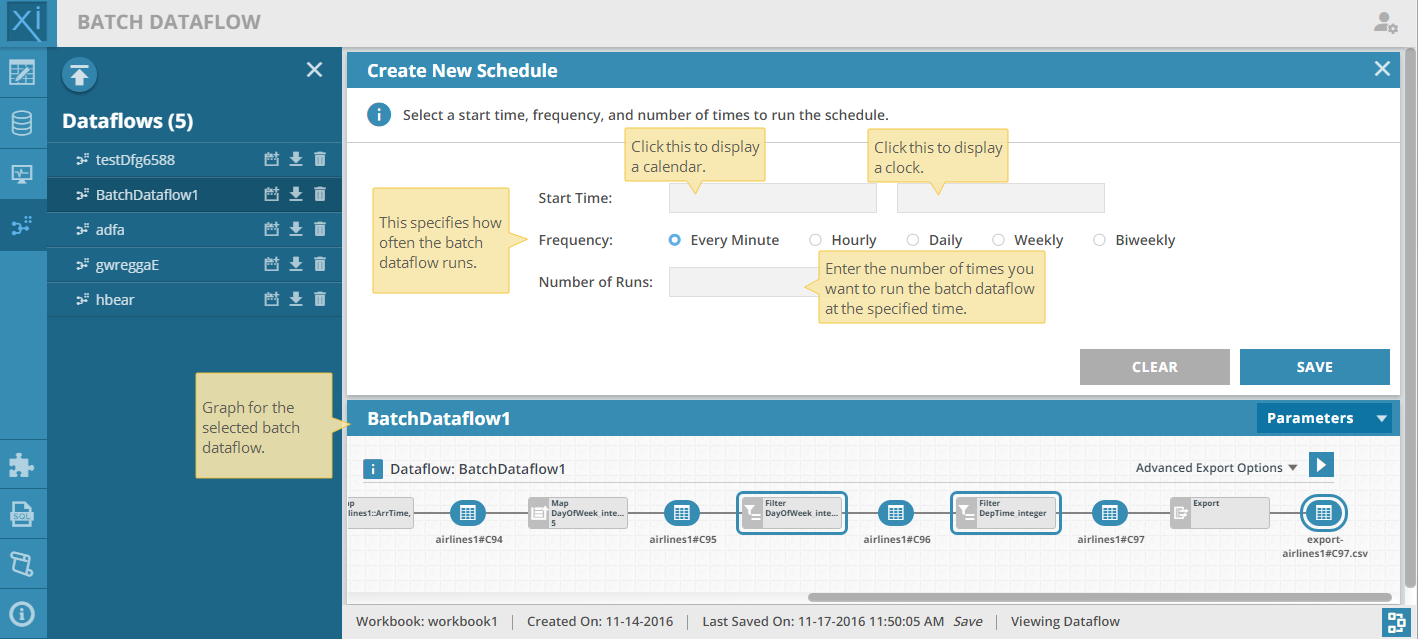 Xi
BATCH DATAFLOW
Dataflows (5)
testDfg6588
BatchDataflow1
adfa
gwreggaE
hbear
Graph for the
selected batch
dataflow.
Create New Schedule
i
Select a start time, frequency, and number of times to run the schedule.
Click this to display
a calendar.
Click this to display
a clock.
Start Time:
This specifies how
often the batch
dataflow runs.
Frequency:
Every Minute
Hourly
Daily
Weekly
Biweekly
Number of Runs:
Enter the number of times you
want to run the batch dataflow
at the specified time.
CLEAR
SAVE
BatchDataflow1
Parameters
i
Dataflow: BatchDataflow1
Advanced Export Options
p
lines1::ArrTime,
airlines1#C94
Map
DayOfWeek_inte...
5
airlines1#C95
Filter
DayOfWeek_inte...
airlines1#C96
Filter
DepTime_integer
airlines1#C97
Export
export-
airlines1#C97.csv
SQL
i
Workbook: workbook1
Created On: 11-14-2016
Last Saved On: 11-17-2016 11:50:05 AM
Save
Viewing Dataflow